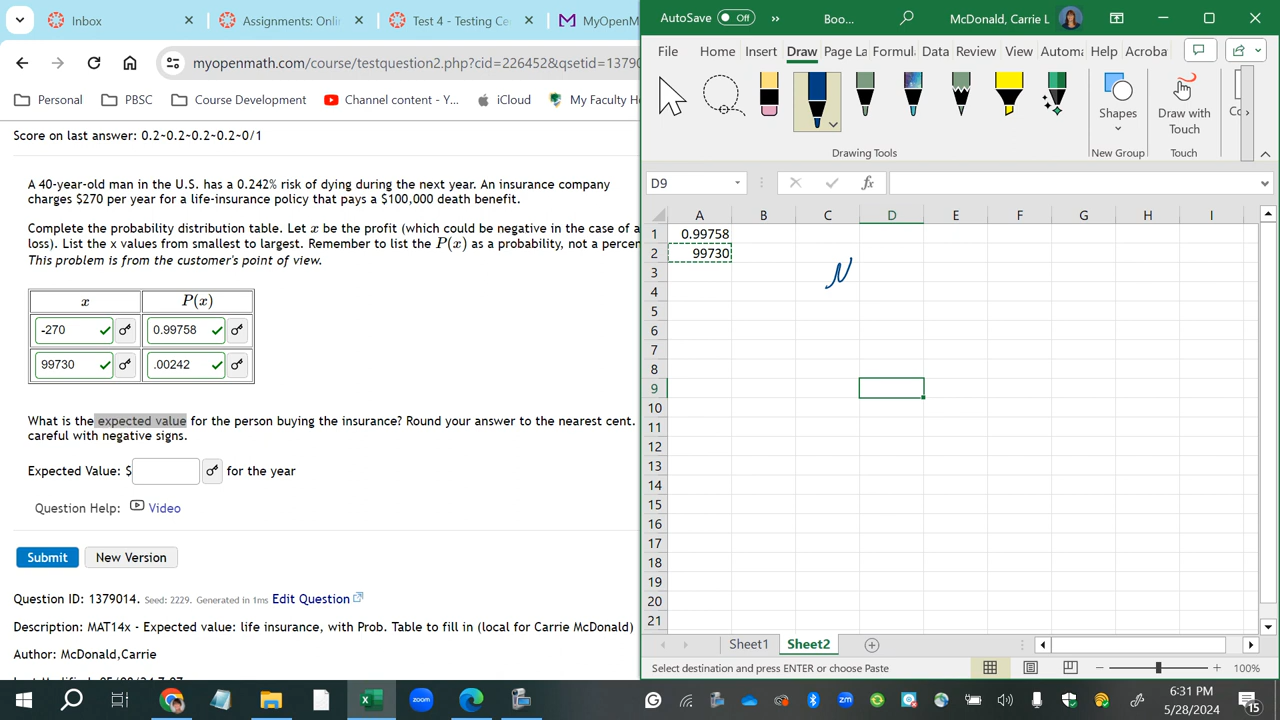 Inbox
Assignments: Onli
Test 4 - Testing Ce
MyOpenM
myopenmath.com/course/testquestion2.php?cid=226452&qsetid=13790
Personal
PBSC
Course Development
Channel content - Y...
iCloud
My Faculty H
Score on last answer: 0.2~0.2~0.2~0.2~0/1
A 40-year-old man in the U.S. has a 0.242% risk of dying during the next year. An insurance company
charges $270 per year for a life-insurance policy that pays a $100,000 death benefit.
Complete the probability distribution table. Let x be the profit (which could be negative in the case of a
loss). List the x values from smallest to largest. Remember to list the P(x) as a probability, not a percen
This problem is from the customer's point of view.
x P(x)
-270 0.99758
99730 .00242
What is the expected value for the person buying the insurance? Round your answer to the nearest cent.
careful with negative signs.
Expected Value: $ for the year
Question Help: Video
Submit New Version
Question ID: 1379014. Seed: 2229. Generated in 1ms Edit Question
Description: MAT14x - Expected value: life insurance, with Prob. Table to fill in (local for Carrie McDonald)
Author: McDonald,Carrie
AutoSave Off Boo... McDonald, Carrie L
File Home Insert Draw Page La Formul Data Review View Automa Help Acroba
Shapes
Draw with
Touch
Drawing Tools New Group Touch
D9 fx
A B C D E F G H I
1 0.99758
2 99730
3
4
5
6
7
8
9
10
11
12
13
14
15
16
17
18
19
20
21
Sheet1 Sheet2
Select destination and press ENTER or choose Paste 100%
zoom
6:31 PM
5/28/2024
15